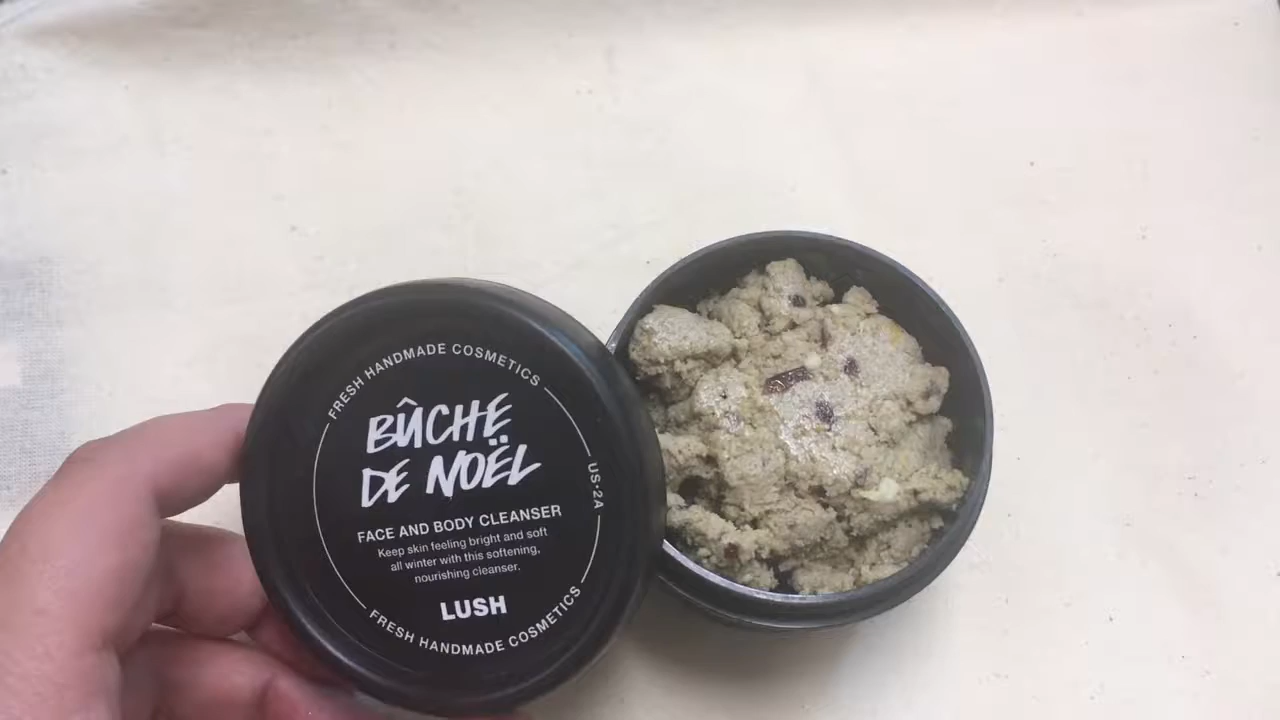 FRESH HANDMADE COSMETICS
BÛCHE
DE NOËL
US·2A
FACE AND BODY CLEANSER
Keep skin feeling bright and soft
all winter with this softening,
nourishing cleanser.
LUSH
FRESH HANDMADE COSMETICS